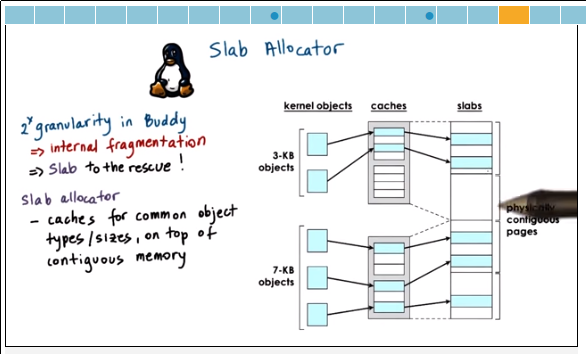 Slab Allocator
2^x granularity in Buddy
=> internal fragmentation
=> Slab to the rescue!
Slab allocator
- caches for common object
types/sizes, on top of
contiguous memory
kernel objects caches slabs
3-KB
objects
physically
contiguous
pages
7-KB
objects